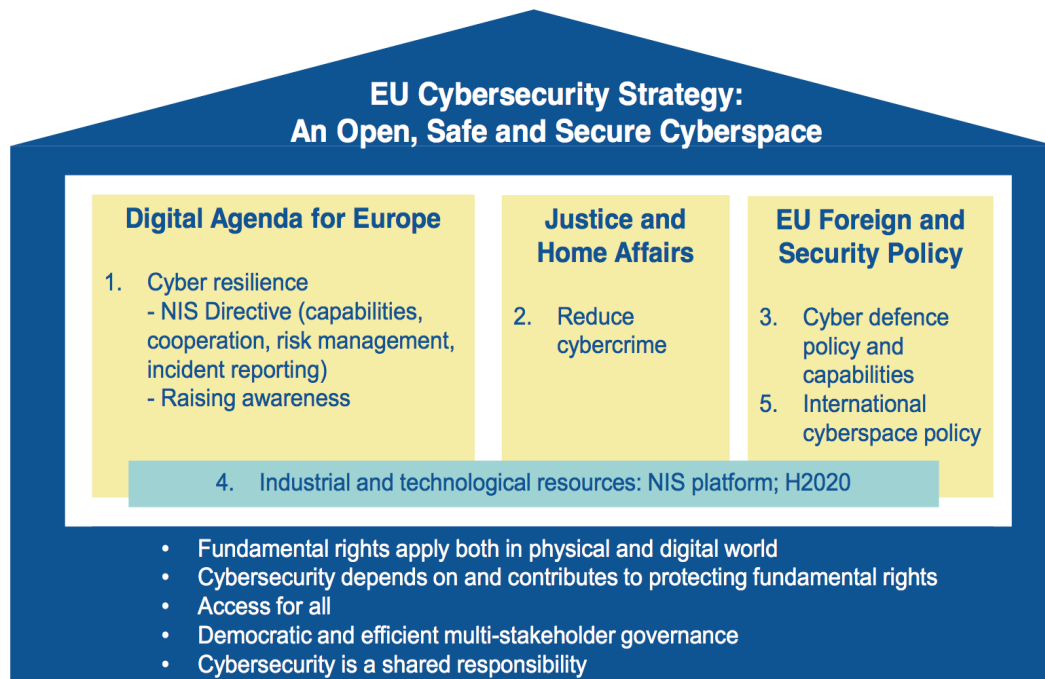 EU Cybersecurity Strategy:
An Open, Safe and Secure Cyberspace
Digital Agenda for Europe
1. Cyber resilience
- NIS Directive (capabilities,
cooperation, risk management,
incident reporting)
- Raising awareness
Justice and
Home Affairs
2. Reduce
cybercrime
EU Foreign and
Security Policy
3. Cyber defence
policy and
capabilities
5. International
cyberspace policy
4. Industrial and technological resources: NIS platform; H2020
• Fundamental rights apply both in physical and digital world
• Cybersecurity depends on and contributes to protecting fundamental rights
• Access for all
• Democratic and efficient multi-stakeholder governance
• Cybersecurity is a shared responsibility